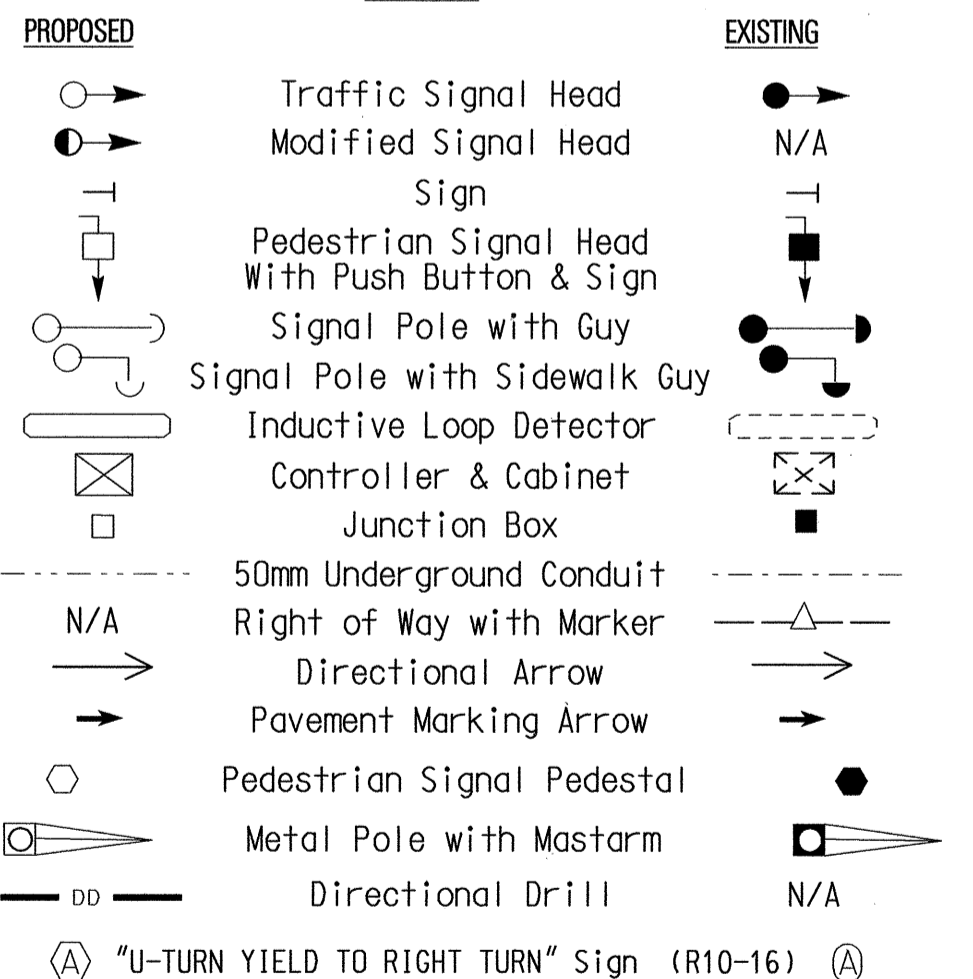 PROPOSED EXISTING
Traffic Signal Head
Modified Signal Head N/A
Sign
Pedestrian Signal Head
With Push Button & Sign
Signal Pole with Guy
Signal Pole with Sidewalk Guy
Inductive Loop Detector
Controller & Cabinet
Junction Box
50mm Underground Conduit
N/A Right of Way with Marker
Directional Arrow
Pavement Marking Arrow
Pedestrian Signal Pedestal
Metal Pole with Mastarm
DD Directional Drill N/A
A "U-TURN YIELD TO RIGHT TURN" Sign (R10-16) A